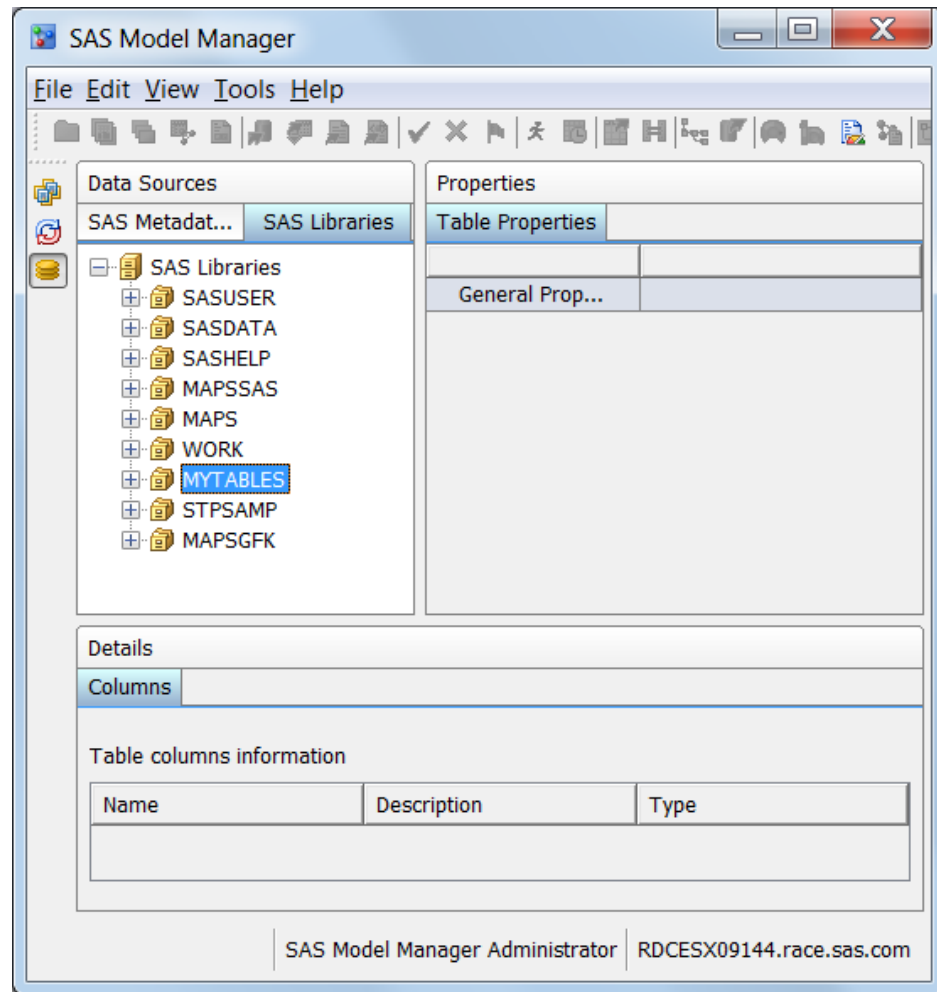 SAS Model Manager
File Edit View Tools Help
Data Sources
SAS Metadat... SAS Libraries
SAS Libraries
SASUSER
SASDATA
SASHELP
MAPSSAS
MAPS
WORK
MYTABLES
STPSAMP
MAPSGFK
Properties
Table Properties
General Prop...
Details
Columns
Table columns information
Name Description Type
SAS Model Manager Administrator RDCESX09144.race.sas.com